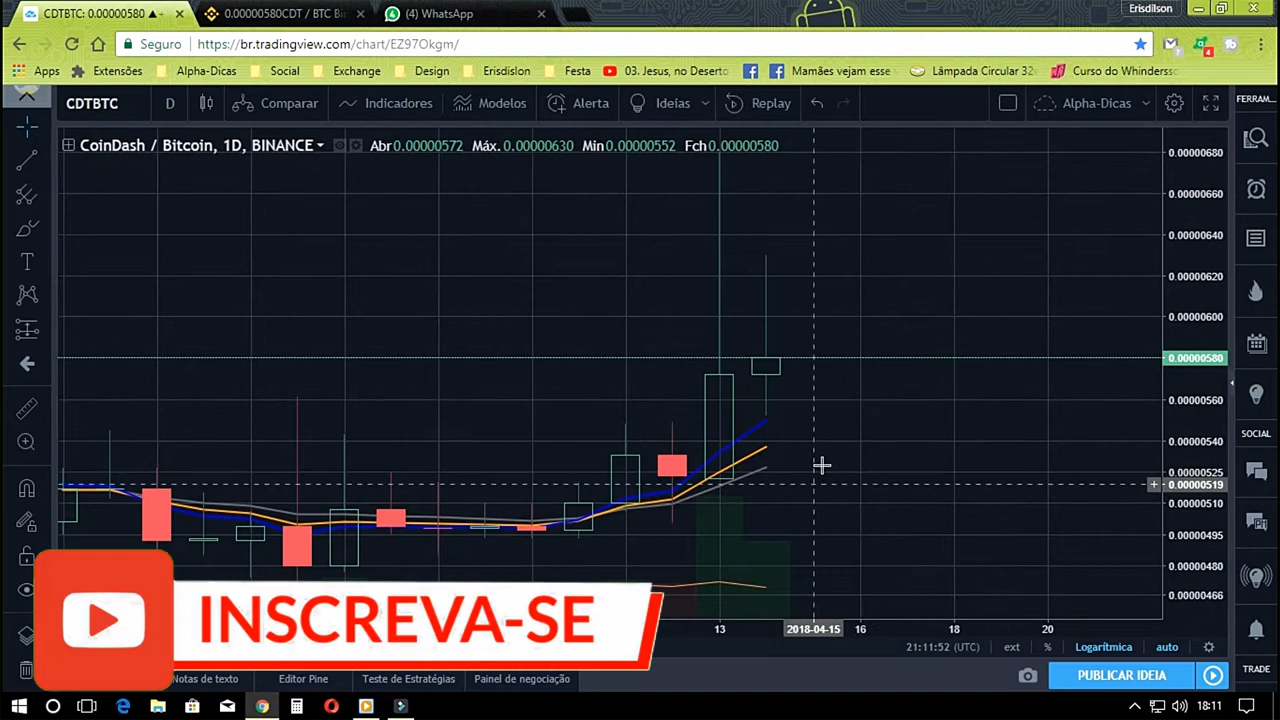 CDTBTC: 0.00000580 ▲+
0.00000580CDT / BTC Bin
(4) WhatsApp
Erisdilson
Seguro
https://br.tradingview.com/chart/EZ97Okgm/
Apps
Extensões
Alpha-Dicas
Social
Exchange
Design
Erisdislon
Festa
03. Jesus, no Deserto
Mamães vejam esse
Lâmpada Circular 32
Curso do Whinderss
CDTBTC
D
Comparar
Indicadores
Modelos
Alerta
Ideias
Replay
Alpha-Dicas
FERRAM...
CoinDash / Bitcoin, 1D, BINANCE
Abr 0.00000572 Máx. 0.00000630 Min 0.00000552 Fch 0.00000580
0.00000680
0.00000660
0.00000640
0.00000620
0.00000600
0.00000580
0.00000560
0.00000540
0.00000525
0.00000519
0.00000510
0.00000495
0.00000480
0.00000466
SOCIAL
INSCREVA-SE
13
2018-04-15
16
18
20
21:11:52 (UTC)
ext
%
Logarítmica
auto
Notas de texto
Editor Pine
Teste de Estratégias
Painel de negociação
PUBLICAR IDEIA
TRADE
18:11